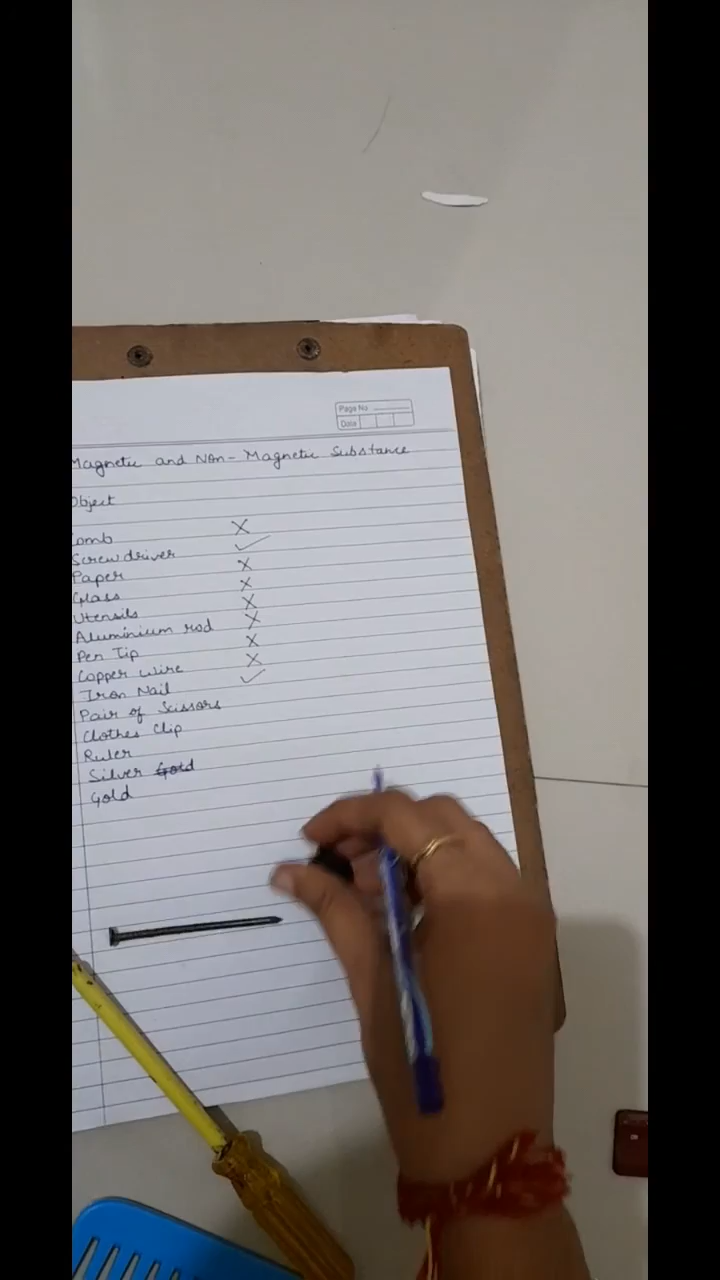 Page No
Date
Magnetic and Non-Magnetic Substance
Object
omb X
Screwdriver ✓
Paper X
Glass X
Utensils X
Aluminium rod X
Pen Tip X
Copper wire X
Iron Nail ✓
Pair of Scissors
Clothes Clip
Ruler
Silver Gold
Gold